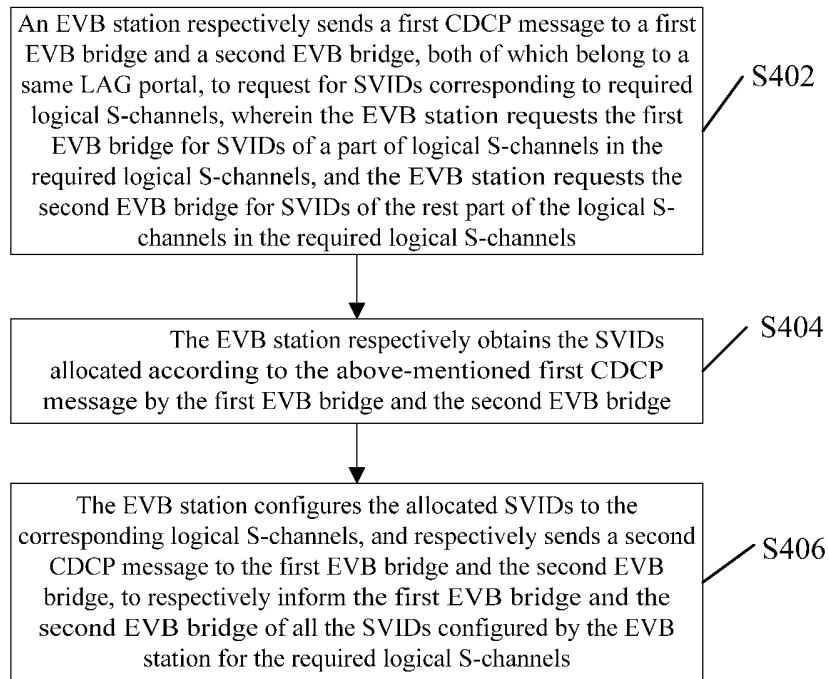 An EVB station respectively sends a first CDCP message to a first
EVB bridge and a second EVB bridge, both of which belong to a
same LAG portal, to request for SVIDs corresponding to required
logical S-channels, wherein the EVB station requests the first
EVB bridge for SVIDs of a part of logical S-channels in the
required logical S-channels, and the EVB station requests the
second EVB bridge for SVIDs of the rest part of the logical S-
channels in the required logical S-channels
S402
The EVB station respectively obtains the SVIDs
allocated according to the above-mentioned first CDCP
message by the first EVB bridge and the second EVB bridge
S404
The EVB station configures the allocated SVIDs to the
corresponding logical S-channels, and respectively sends a second
CDCP message to the first EVB bridge and the second EVB
bridge, to respectively inform the first EVB bridge and the
second EVB bridge of all the SVIDs configured by the EVB
station for the required logical S-channels
S406